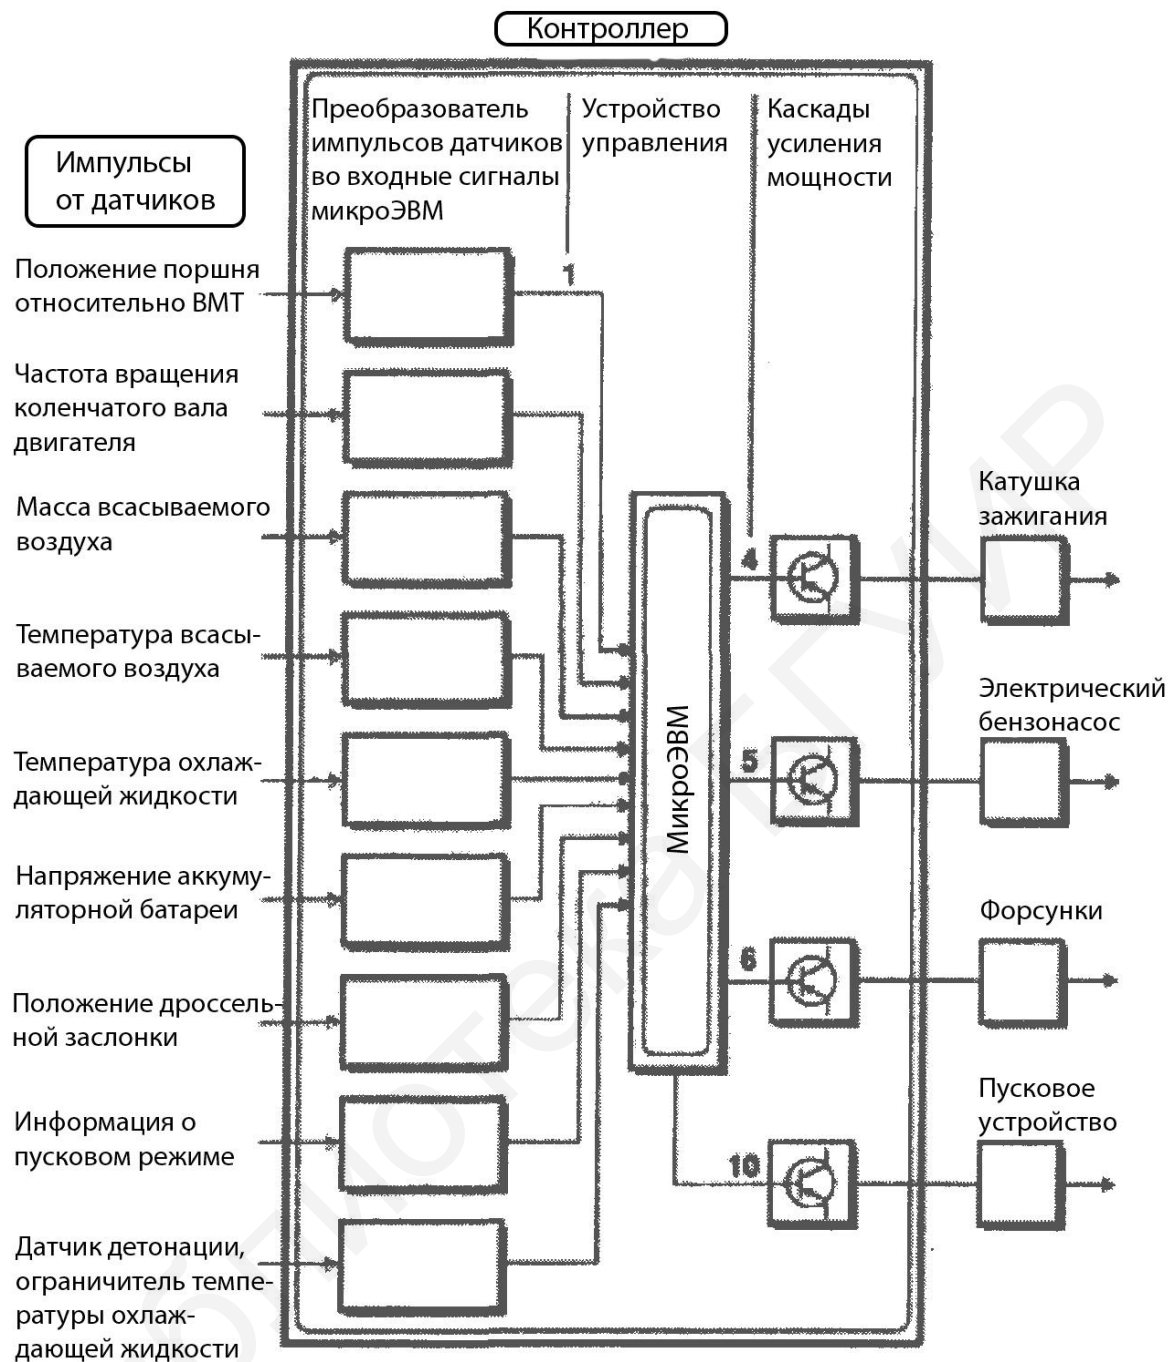 Контроллер
Импульсы
от датчиков
Преобразователь
импульсов датчиков
во входные сигналы
микроЭВМ
Устройство
управления
Каскады
усиления
мощности
Положение поршня
относительно ВМТ
Частота вращения
коленчатого вала
двигателя
Масса всасываемого
воздуха
Температура всасы-
ваемого воздуха
Температура охлаж-
дающей жидкости
Напряжение аккуму-
ляторной батареи
Положение дроссель-
ной заслонки
Информация о
пусковом режиме
Датчик детонации,
ограничитель темпе-
ратуры охлаж-
дающей жидкости
1
МикроЭВМ
4
5
6
10
Катушка
зажигания
Электрический
бензонасос
Форсунки
Пусковое
устройство
БГУИР